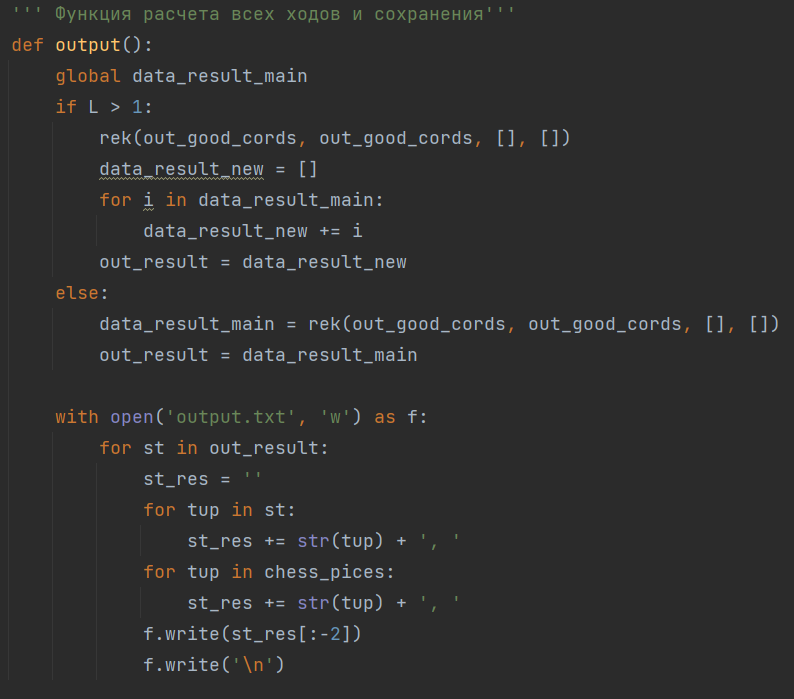 ''' Функция расчета всех ходов и сохранения'''
def output():
    global data_result_main
    if L > 1:
        rek(out_good_cords, out_good_cords, [], [])
        data_result_new = []
        for i in data_result_main:
            data_result_new += i
        out_result = data_result_new
    else:
        data_result_main = rek(out_good_cords, out_good_cords, [], [])
        out_result = data_result_main

    with open('output.txt', 'w') as f:
        for st in out_result:
            st_res = ''
            for tup in st:
                st_res += str(tup) + ', '
            for tup in chess_pices:
                st_res += str(tup) + ', '
            f.write(st_res[:-2])
            f.write('\n')